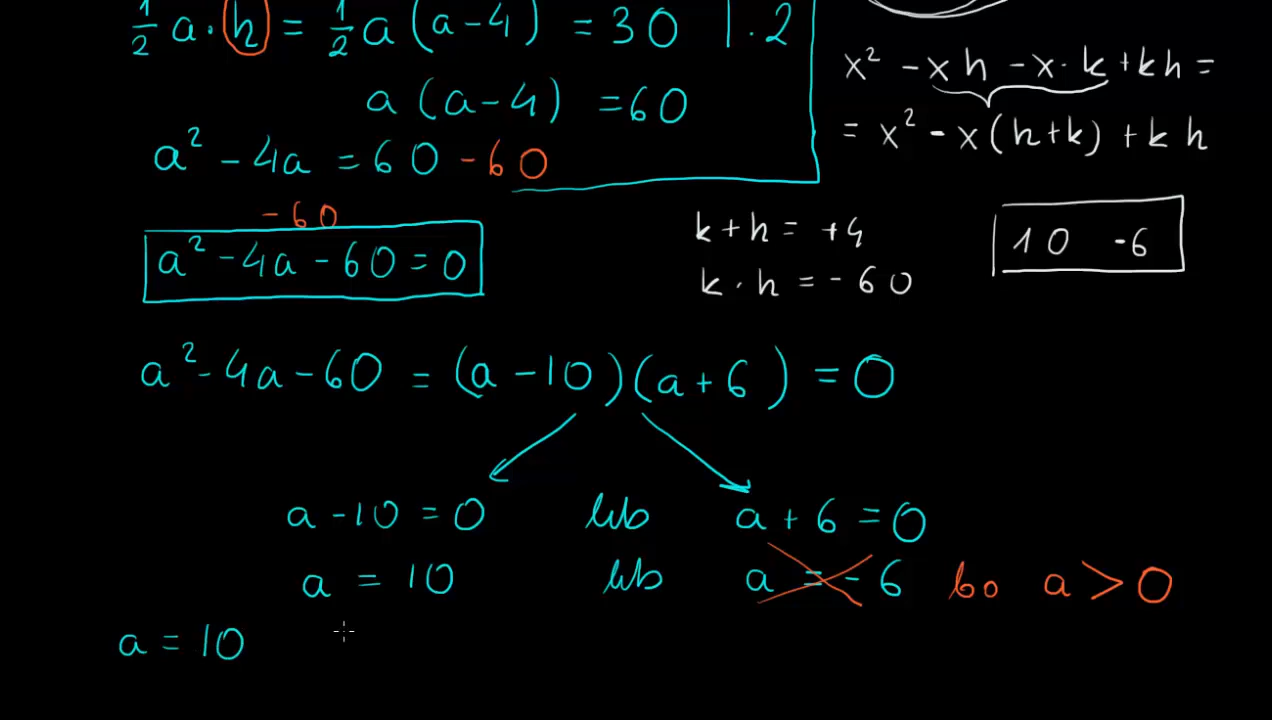 ½ a · h = ½ a (a - 4) = 30 | · 2
a (a - 4) = 60
a² - 4a = 60 - 60
- 60
a² - 4a - 60 = 0
x² - x h - x · k + k h =
= x² - x (h + k) + k h
k + h = + 4
k · h = - 60
10 -6
a² - 4a - 60 = (a - 10)(a + 6) = 0
a - 10 = 0 lub a + 6 = 0
a = 10 lub a = - 6 bo a > 0
a = 10